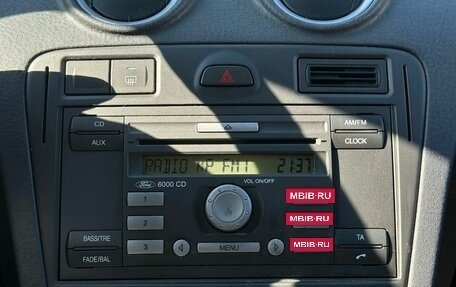 CD
AUX
AM/FM
CLOCK
RADIO NR FM1 21:37
Ford 6000 CD
VOL ON/OFF
1
MBIB-RU
2
MBIB-RU
3
MENU
MBIB-RU
BASS/TRE
FADE/BAL
TA